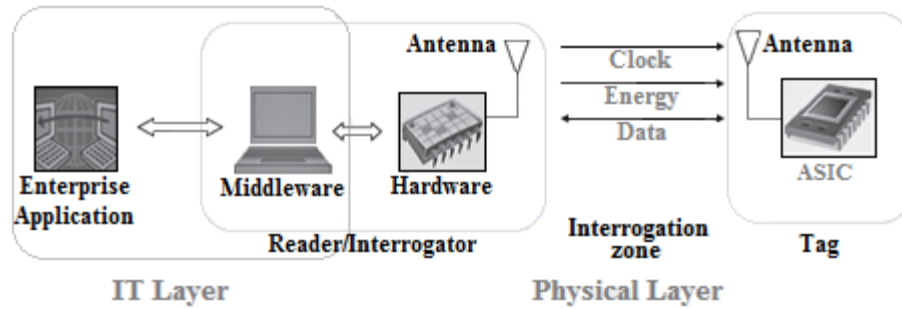 Antenna
Antenna
Clock
Energy
Data
Enterprise
Application
Middleware
Hardware
ASIC
Reader/Interrogator
Interrogation
zone
Tag
IT Layer
Physical Layer